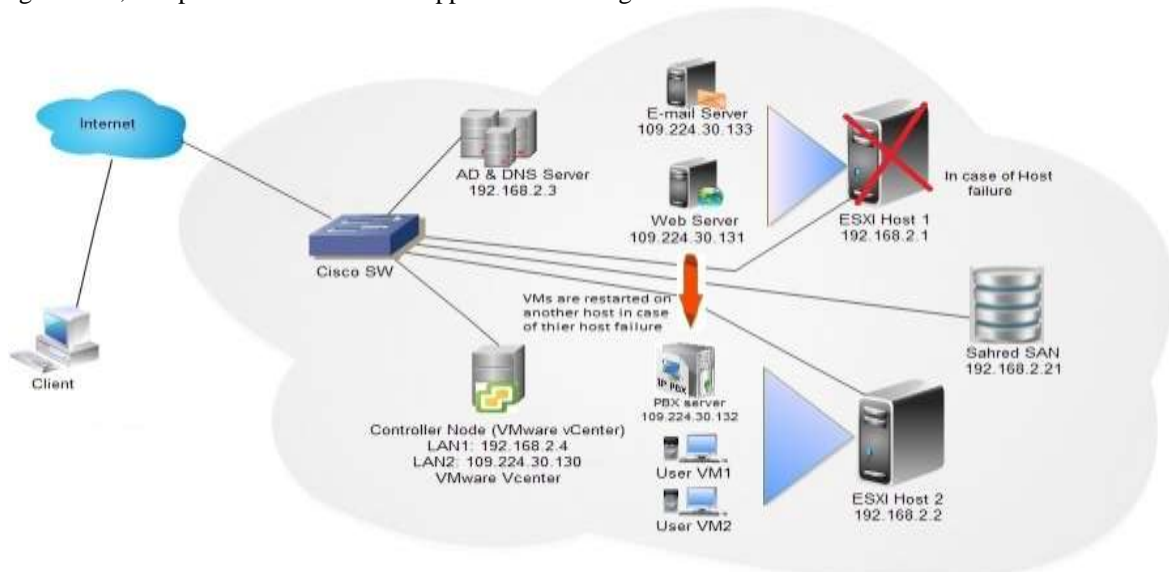 Internet
AD & DNS Server
192.168.2.3
E-mail Server
109.224.30.133
Web Server
109.224.30.131
In case of Host
failure
ESXI Host 1
192.168.2.1
Cisco SW
VMs are restarted on
another host in case
of thier host failure
Sahred SAN
192.168.2.21
Client
IP PBX
PBX server
109.224.30.132
Controller Node (VMware vCenter)
LAN1: 192.168.2.4
LAN2: 109.224.30.130
VMware Vcenter
User VM1
User VM2
ESXI Host 2
192.168.2.2